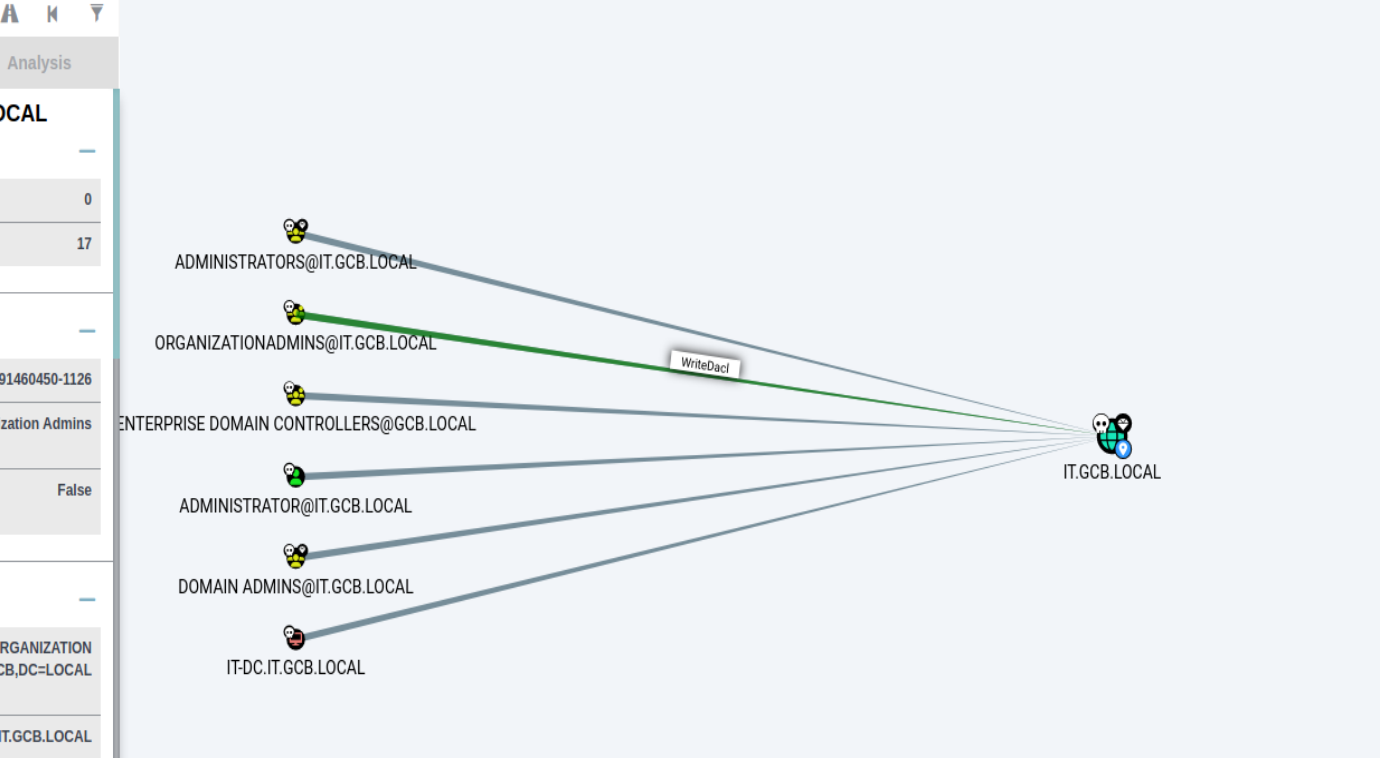 Analysis
OCAL
0
17
91460450-1126
zation Admins
False
RGANIZATION
CB,DC=LOCAL
IT.GCB.LOCAL
ADMINISTRATORS@IT.GCB.LOCAL
ORGANIZATIONADMINS@IT.GCB.LOCAL
WriteDacl
ENTERPRISE DOMAIN CONTROLLERS@GCB.LOCAL
IT.GCB.LOCAL
ADMINISTRATOR@IT.GCB.LOCAL
DOMAIN ADMINS@IT.GCB.LOCAL
IT-DC.IT.GCB.LOCAL